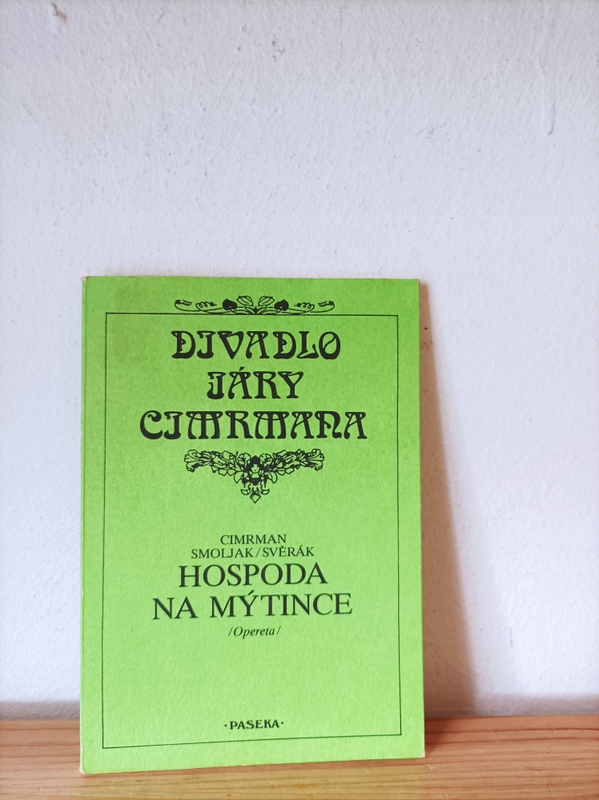 DIVADLO
JÁRY
CIMRMANA
CIMRMAN
SMOLJAK/SVĚRÁK
HOSPODA
NA MÝTINCE
/Opereta/
·PASEKA·